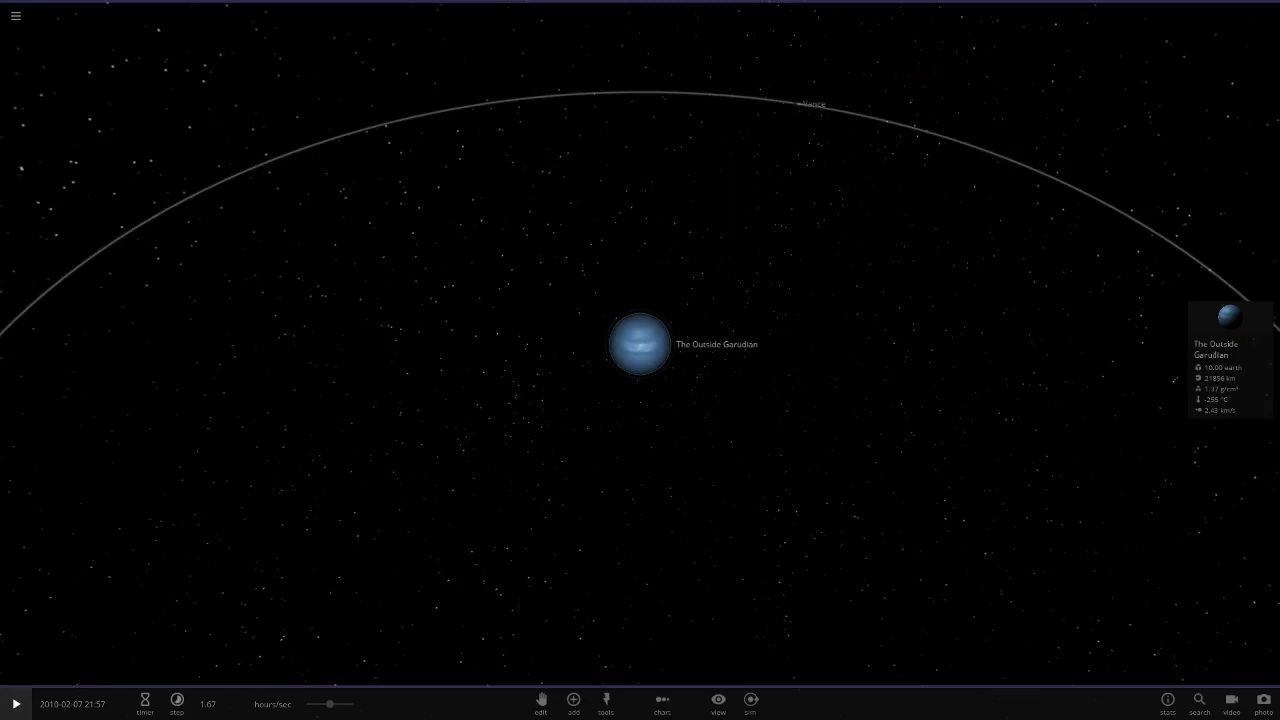 Vance
The Outside Garudian
The Outside
Garudian
10.00 earth
21856 km
1.37 g/cm³
-255 °C
2.43 km/s
2010-02-07 21:57
timer
step
1.67
hours/sec
edit
add
tools
chart
view
sim
stats
search
video
photo